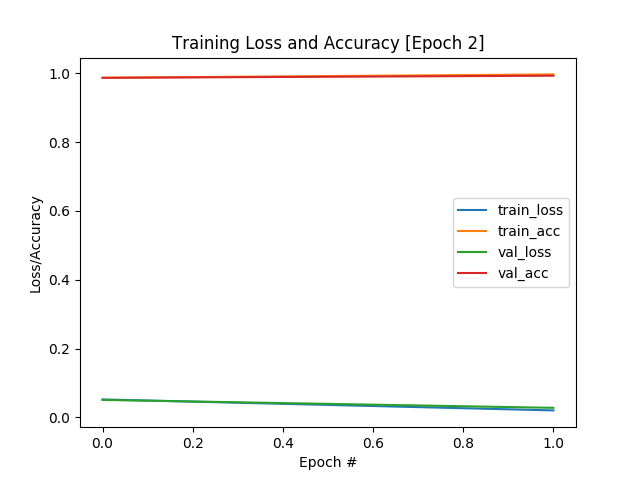 Training Loss and Accuracy [Epoch 2]
1.0
0.8
0.6
0.4
0.2
0.0
Loss/Accuracy
train_loss
train_acc
val_loss
val_acc
0.0 0.2 0.4 0.6 0.8 1.0
Epoch #